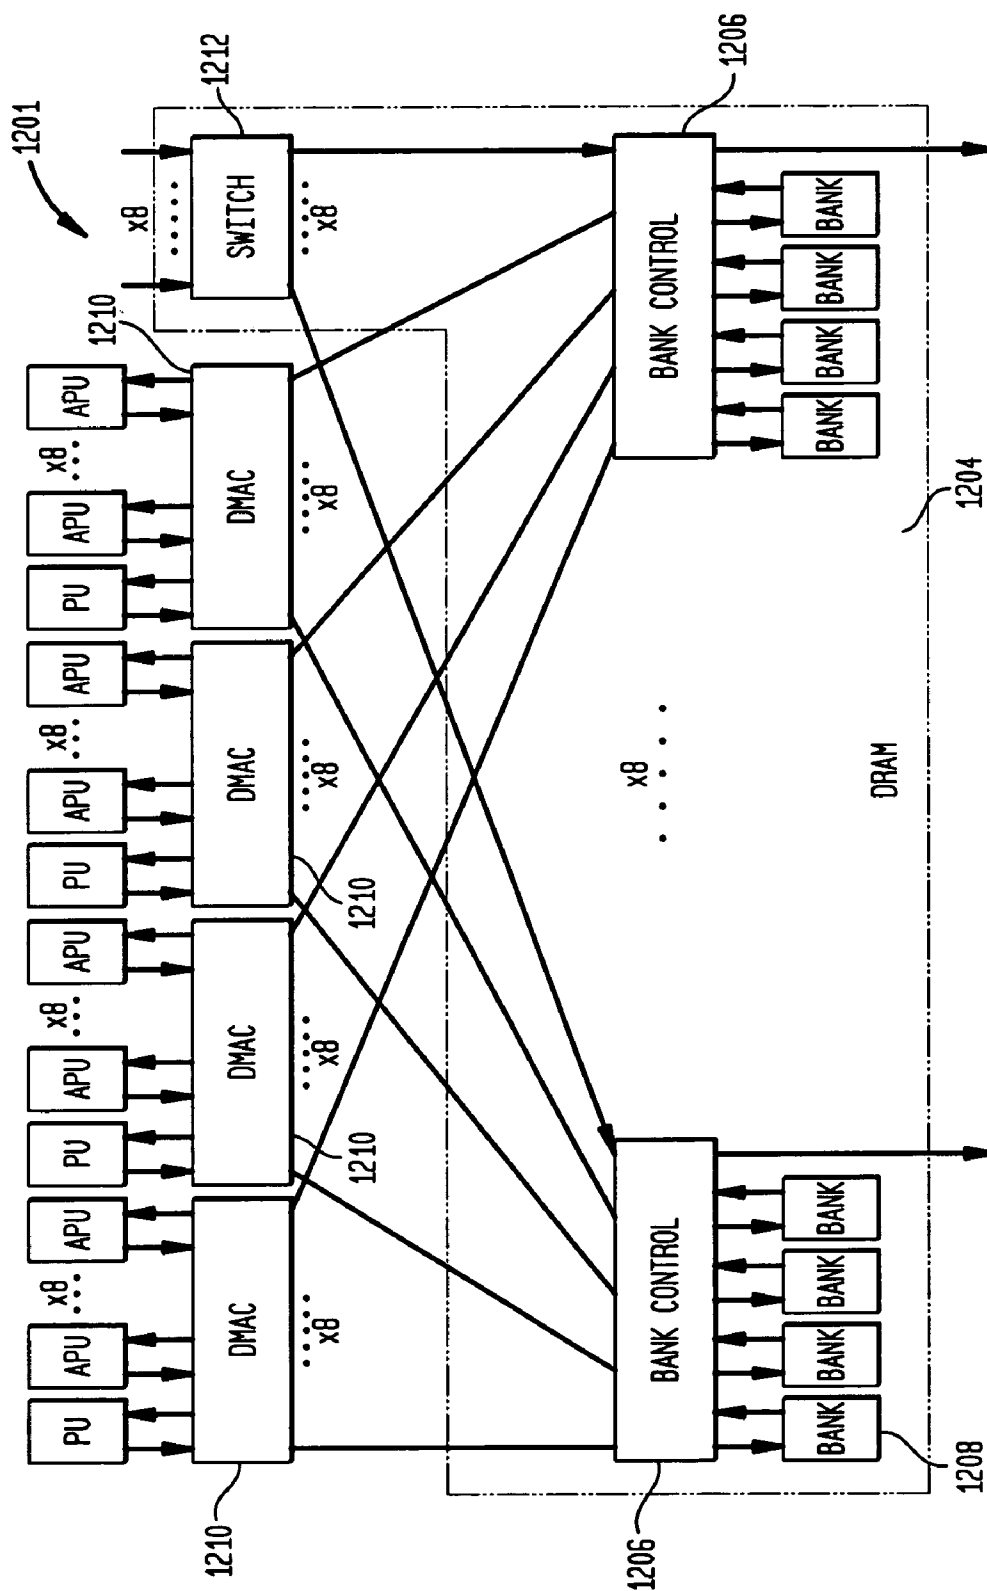 1201
PU
APU
x8
APU
PU
APU
x8
APU
PU
APU
x8
APU
PU
APU
x8
APU
x8
1210
DMAC
DMAC
DMAC
DMAC
1210
SWITCH
1212
x8
1210
x8
1210
x8
x8
x8
x8
1206
BANK CONTROL
BANK CONTROL
1206
BANK
BANK
BANK
BANK
BANK
BANK
BANK
BANK
1208
DRAM
1204